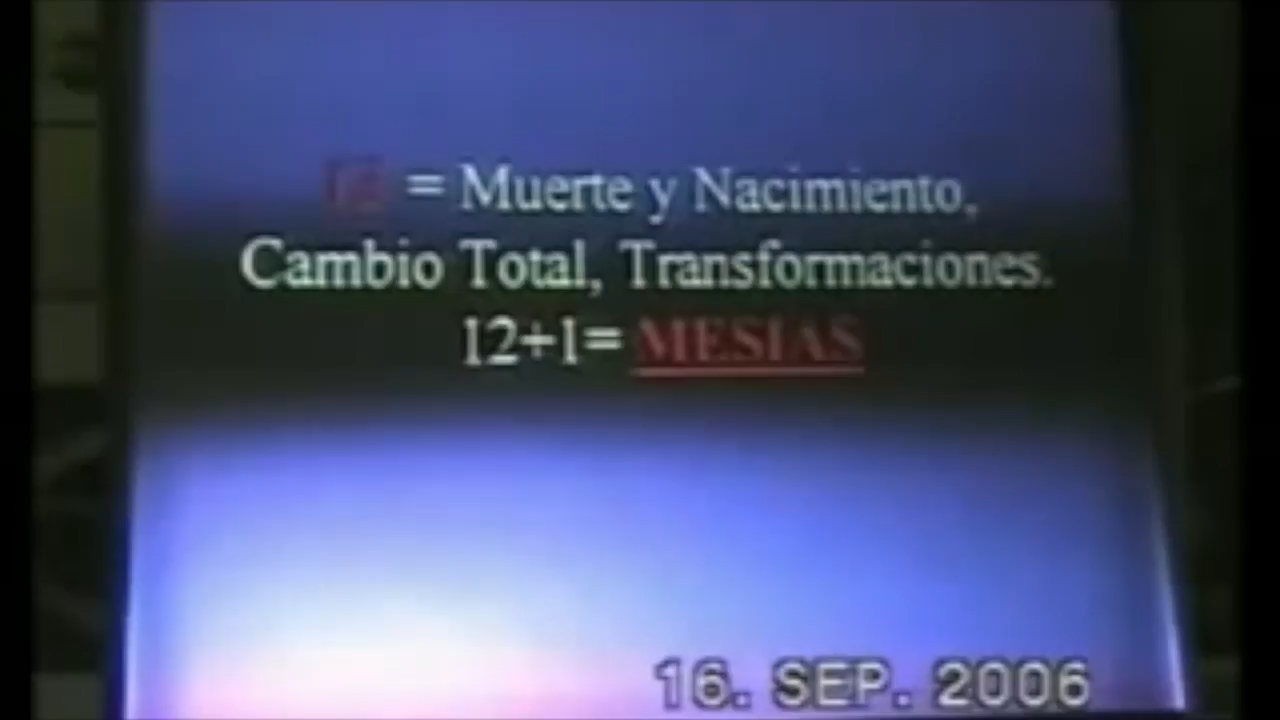 = Muerte y Nacimiento,
Cambio Total, Transformaciones.
12+1= MESIAS
16. SEP. 2006